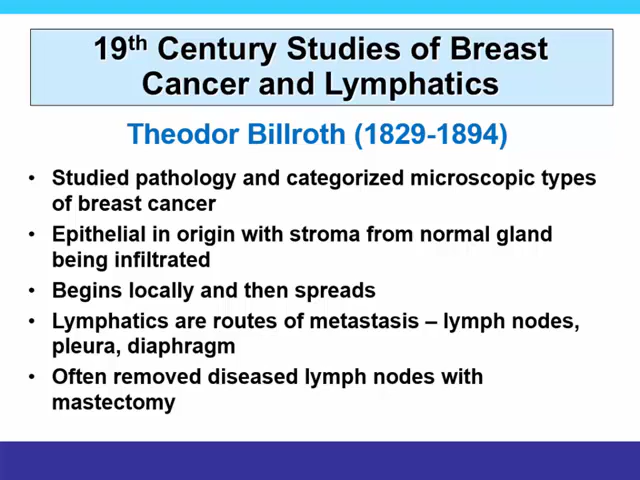 19th Century Studies of Breast
Cancer and Lymphatics
Theodor Billroth (1829-1894)
• Studied pathology and categorized microscopic types
of breast cancer
• Epithelial in origin with stroma from normal gland
being infiltrated
• Begins locally and then spreads
• Lymphatics are routes of metastasis – lymph nodes,
pleura, diaphragm
• Often removed diseased lymph nodes with
mastectomy